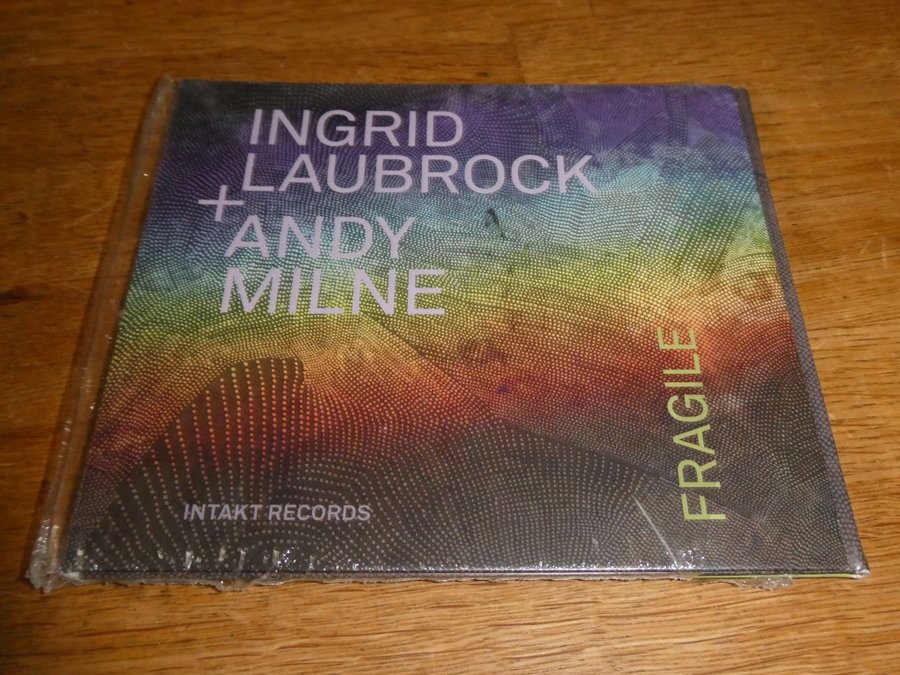 INGRID
LAUBROCK
+ ANDY
MILNE
FRAGILE
INTAKT RECORDS